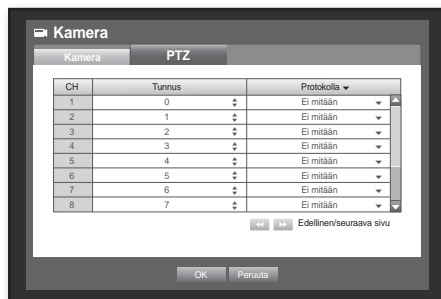 Kamera
Kamera PTZ
CH Tunnus Protokolla
1 0 Ei mitään
2 1 Ei mitään
3 2 Ei mitään
4 3 Ei mitään
5 4 Ei mitään
6 5 Ei mitään
7 6 Ei mitään
8 7 Ei mitään
Edellinen/seuraava sivu
OK Peruuta